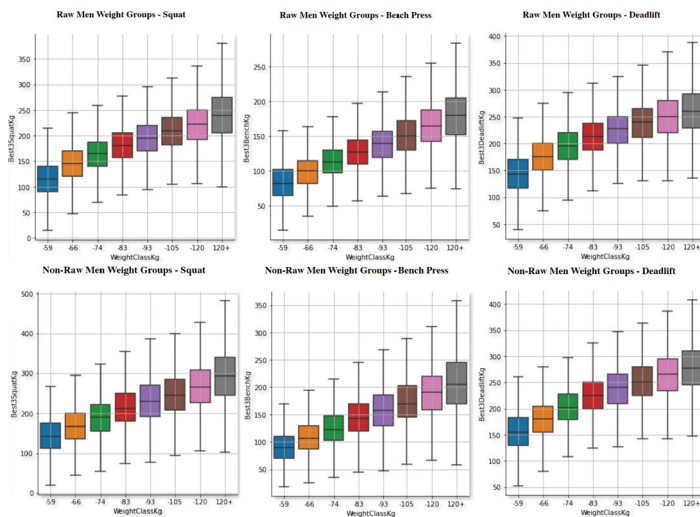 Raw Men Weight Groups - Squat
Raw Men Weight Groups - Bench Press
Raw Men Weight Groups - Deadlift
Best3SquatKg
350
300
250
200
150
100
50
0
-59 -66 -74 -83 -93 -105 -120 120+
WeightClassKg
Best3BenchKg
250
200
150
100
50
-59 -66 -74 -83 -93 -105 -120 120+
WeightClassKg
Best3DeadliftKg
400
350
300
250
200
150
100
50
-59 -66 -74 -83 -93 -105 -120 120+
WeightClassKg
Non-Raw Men Weight Groups - Squat
Non-Raw Men Weight Groups - Bench Press
Non-Raw Men Weight Groups - Deadlift
Best3SquatKg
500
400
300
200
100
0
-59 -66 -74 -83 -93 -105 -120 120+
WeightClassKg
Best3BenchKg
350
300
250
200
150
100
50
-59 -66 -74 -83 -93 -105 -120 120+
WeightClassKg
Best3DeadliftKg
400
350
300
250
200
150
100
50
-59 -66 -74 -83 -93 -105 -120 120+
WeightClassKg